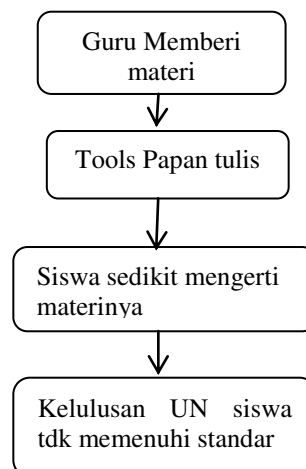 Guru Memberi
materi
Tools Papan tulis
Siswa sedikit mengerti
materinya
Kelulusan UN siswa
tdk memenuhi standar